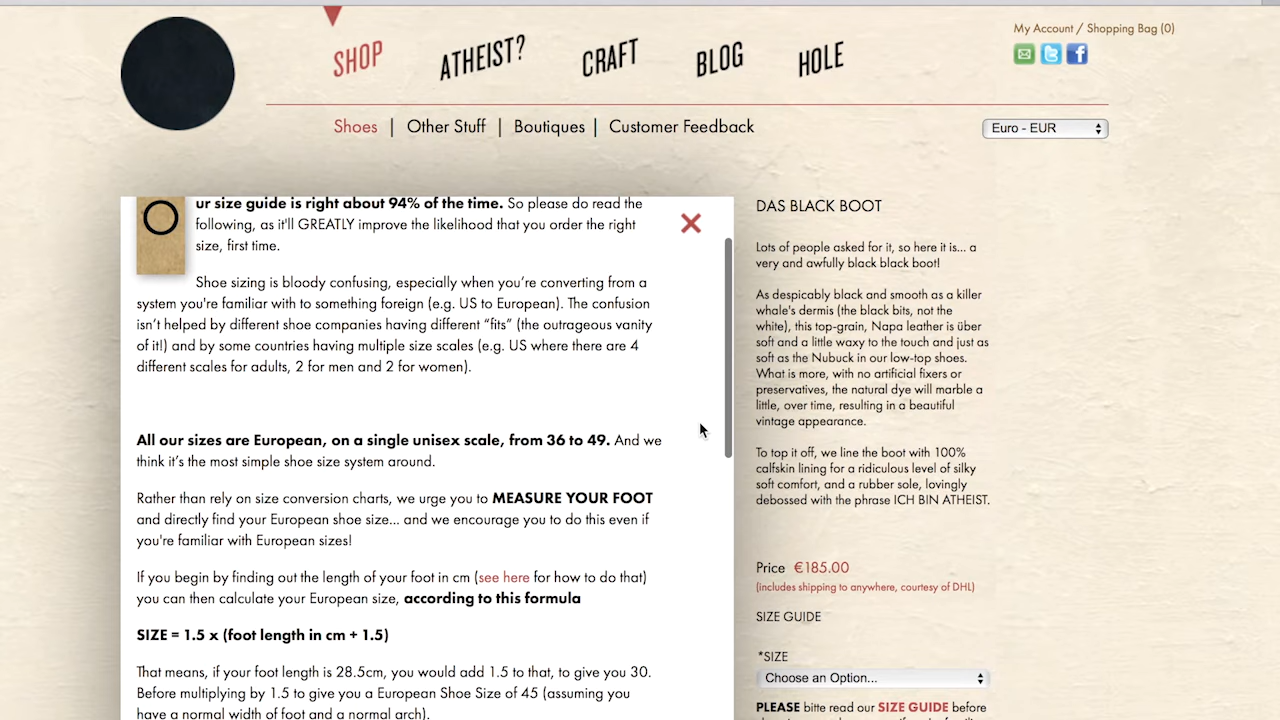 My Account / Shopping Bag (0)
SHOP
ATHEIST?
CRAFT
BLOG
HOLE
Shoes | Other Stuff | Boutiques | Customer Feedback
Euro - EUR
ur size guide is right about 94% of the time. So please do read the
following, as it'll GREATLY improve the likelihood that you order the right
size, first time.
Shoe sizing is bloody confusing, especially when you're converting from a
system you're familiar with to something foreign (e.g. US to European). The confusion
isn't helped by different shoe companies having different “fits” (the outrageous vanity
of it!) and by some countries having multiple size scales (e.g. US where there are 4
different scales for adults, 2 for men and 2 for women).
All our sizes are European, on a single unisex scale, from 36 to 49. And we
think it's the most simple shoe size system around.
Rather than rely on size conversion charts, we urge you to MEASURE YOUR FOOT
and directly find your European shoe size... and we encourage you to do this even if
you're familiar with European sizes!
If you begin by finding out the length of your foot in cm (see here for how to do that)
you can then calculate your European size, according to this formula
SIZE = 1.5 x (foot length in cm + 1.5)
That means, if your foot length is 28.5cm, you would add 1.5 to that, to give you 30.
Before multiplying by 1.5 to give you a European Shoe Size of 45 (assuming you
have a normal width of foot and a normal arch).
DAS BLACK BOOT
Lots of people asked for it, so here it is... a
very and awfully black black boot!
As despicably black and smooth as a killer
whale's dermis (the black bits, not the
white), this top-grain, Napa leather is über
soft and a little waxy to the touch and just as
soft as the Nubuck in our low-top shoes.
What is more, with no artificial fixers or
preservatives, the natural dye will marble a
little, over time, resulting in a beautiful
vintage appearance.
To top it off, we line the boot with 100%
calfskin lining for a ridiculous level of silky
soft comfort, and a rubber sole, lovingly
debossed with the phrase ICH BIN ATHEIST.
Price €185.00
(includes shipping to anywhere, courtesy of DHL)
SIZE GUIDE
*SIZE
Choose an Option...
PLEASE bitte read our SIZE GUIDE before